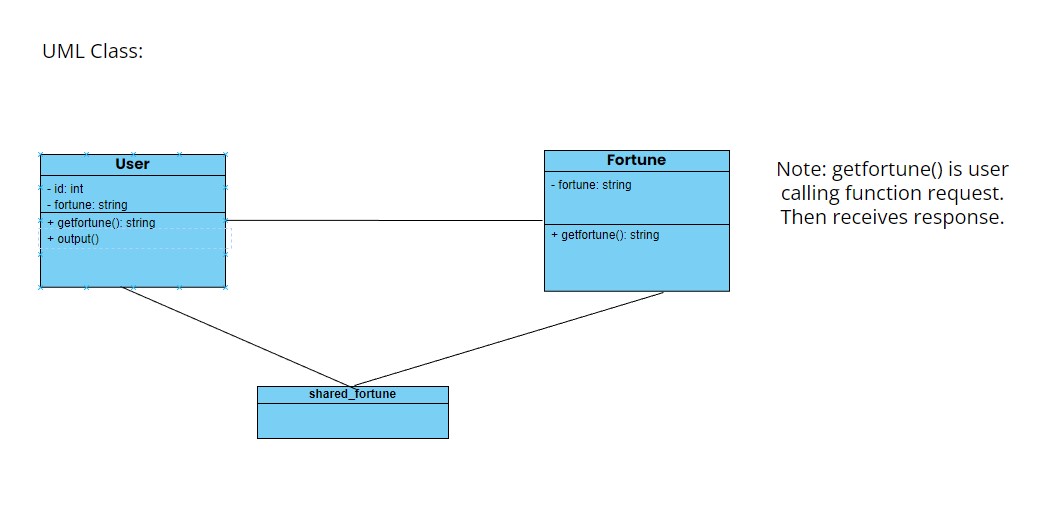 UML Class:
User
- id: int
- fortune: string
+ getfortune(): string
+ output()
Fortune
- fortune: string
+ getfortune(): string
Note: getfortune() is user
calling function request.
Then receives response.
shared_fortune